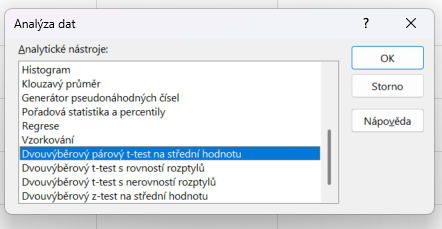 Analýza dat
?
Analytické nástroje:
Histogram
Klouzavý průměr
Generátor pseudonáhodných čísel
Pořadová statistika a percentily
Regrese
Vzorkování
Dvouvýběrový párový t-test na střední hodnotu
Dvouvýběrový t-test s rovností rozptylů
Dvouvýběrový t-test s nerovností rozptylů
Dvouvýběrový z-test na střední hodnotu
OK
Storno
Nápověda